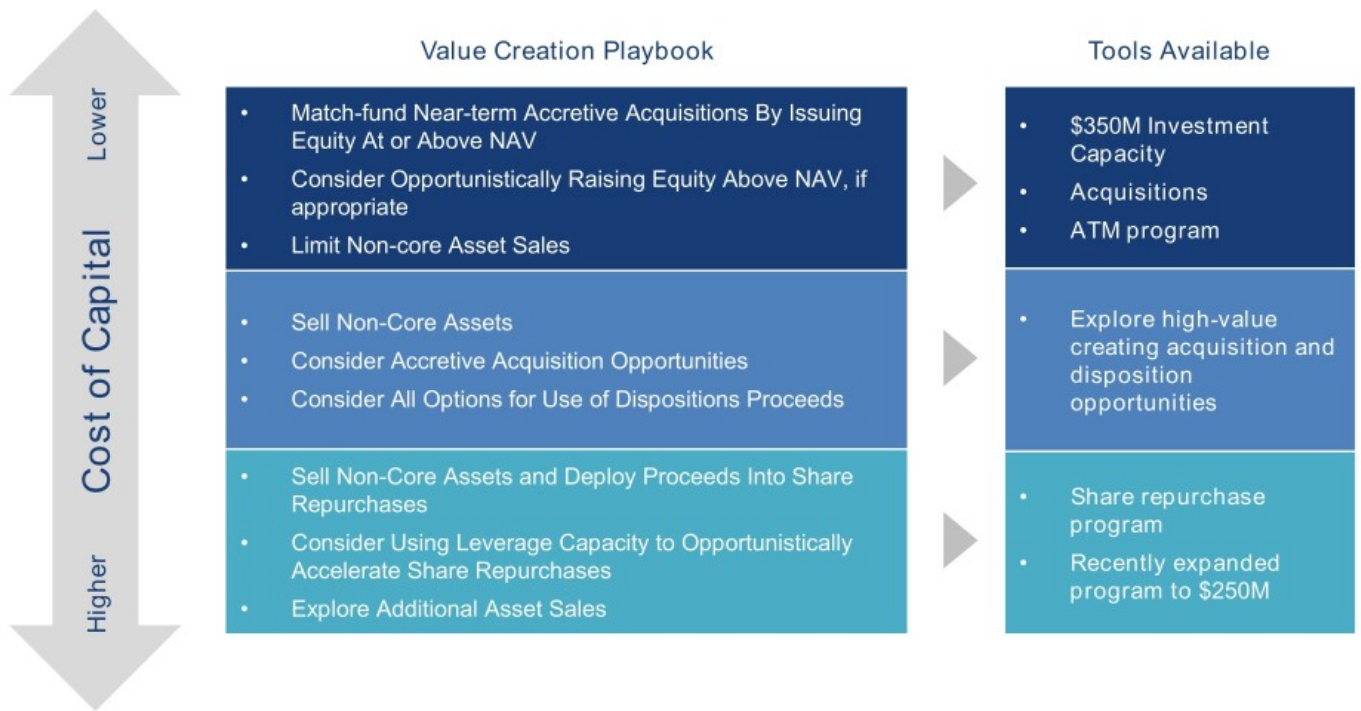 Value Creation Playbook
Tools Available
Lower
Cost of Capital
Higher
• Match-fund Near-term Accretive Acquisitions By Issuing
Equity At or Above NAV
• Consider Opportunistically Raising Equity Above NAV, if
appropriate
• Limit Non-core Asset Sales
• $350M Investment
Capacity
• Acquisitions
• ATM program
• Sell Non-Core Assets
• Consider Accretive Acquisition Opportunities
• Consider All Options for Use of Dispositions Proceeds
• Explore high-value
creating acquisition and
disposition
opportunities
• Sell Non-Core Assets and Deploy Proceeds Into Share
Repurchases
• Consider Using Leverage Capacity to Opportunistically
Accelerate Share Repurchases
• Explore Additional Asset Sales
• Share repurchase
program
• Recently expanded
program to $250M